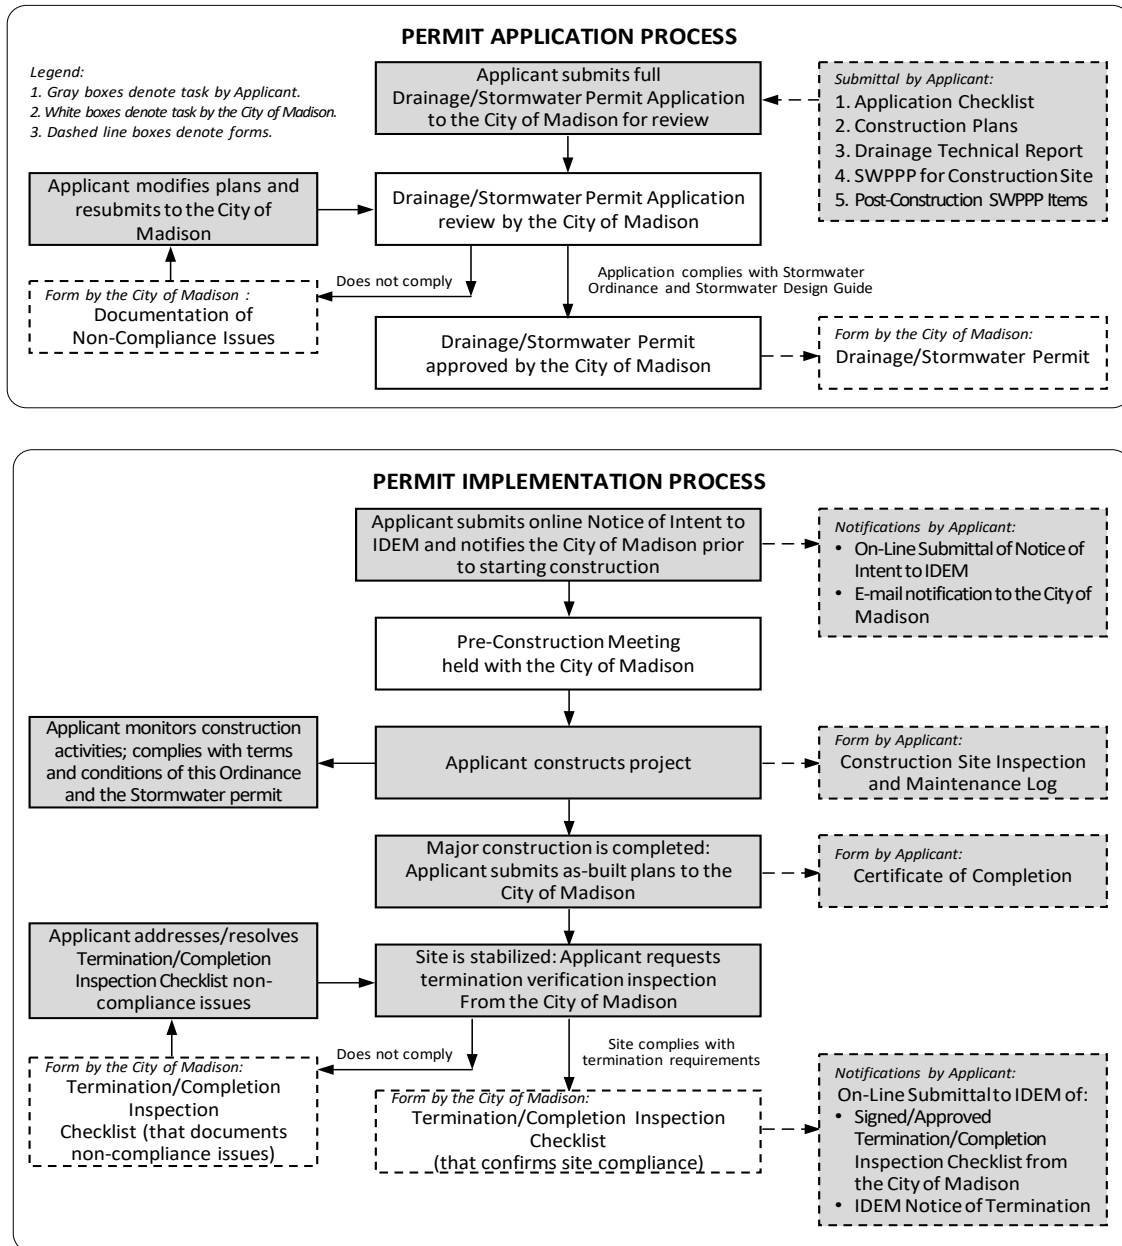 PERMIT APPLICATION PROCESS
Legend:
1. Gray boxes denote task by Applicant.
2. White boxes denote task by the City of Madison.
3. Dashed line boxes denote forms.
Applicant submits full
Drainage/Stormwater Permit Application
to the City of Madison for review
Submittal by Applicant:
1. Application Checklist
2. Construction Plans
3. Drainage Technical Report
4. SWPPP for Construction Site
5. Post-Construction SWPPP Items
Applicant modifies plans and
resubmits to the City of
Madison
Drainage/Stormwater Permit Application
review by the City of Madison
Does not comply
Application complies with Stormwater
Ordinance and Stormwater Design Guide
Form by the City of Madison :
Documentation of
Non-Compliance Issues
Drainage/Stormwater Permit
approved by the City of Madison
Form by the City of Madison:
Drainage/Stormwater Permit
PERMIT IMPLEMENTATION PROCESS
Applicant submits online Notice of Intent to
IDEM and notifies the City of Madison prior
to starting construction
Notifications by Applicant:
• On-Line Submittal of Notice of
Intent to IDEM
• E-mail notification to the City of
Madison
Pre-Construction Meeting
held with the City of Madison
Applicant monitors construction
activities; complies with terms
and conditions of this Ordinance
and the Stormwater permit
Applicant constructs project
Form by Applicant:
Construction Site Inspection
and Maintenance Log
Major construction is completed:
Applicant submits as-built plans to the
City of Madison
Form by Applicant:
Certificate of Completion
Applicant addresses/resolves
Termination/Completion
Inspection Checklist non-
compliance issues
Site is stabilized: Applicant requests
termination verification inspection
From the City of Madison
Does not comply
Site complies with
termination requirements
Form by the City of Madison:
Termination/Completion
Inspection
Checklist (that documents
non-compliance issues)
Form by the City of Madison:
Termination/Completion Inspection
Checklist
(that confirms site compliance)
Notifications by Applicant:
On-Line Submittal to IDEM of:
• Signed/Approved
Termination/Completion
Inspection Checklist from
the City of Madison
• IDEM Notice of Termination